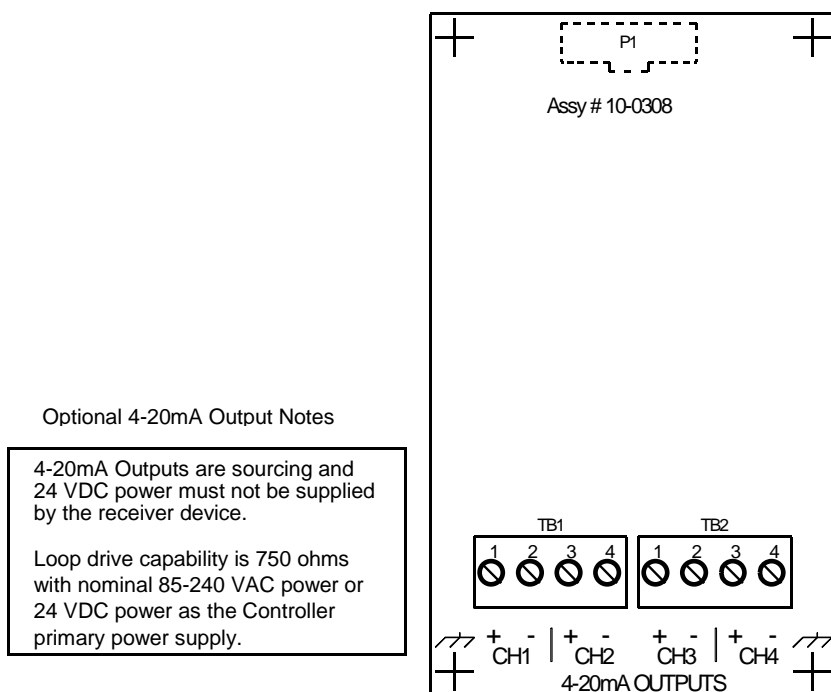 P1
Assy # 10-0308
Optional 4-20mA Output Notes
4-20mA Outputs are sourcing and
24 VDC power must not be supplied
by the receiver device.
Loop drive capability is 750 ohms
with nominal 85-240 VAC power or
24 VDC power as the Controller
primary power supply.
TB1 TB2
1 2 3 4 1 2 3 4
+ - + - + - + -
CH1 CH2 CH3 CH4
4-20mA OUTPUTS